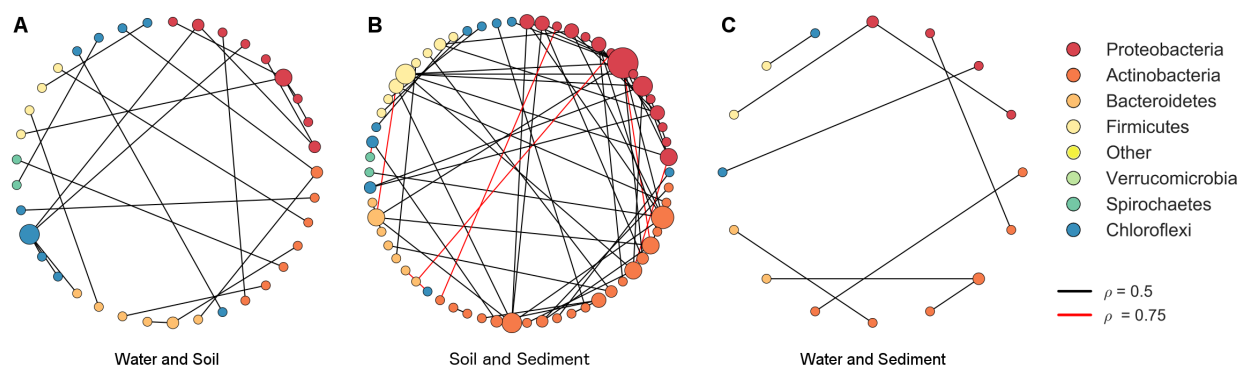 A
B
C
Proteobacteria
Actinobacteria
Bacteroidetes
Firmicutes
Other
Verrucomicrobia
Spirochaetes
Chloroflexi
ρ = 0.5
ρ = 0.75
Water and Soil
Soil and Sediment
Water and Sediment